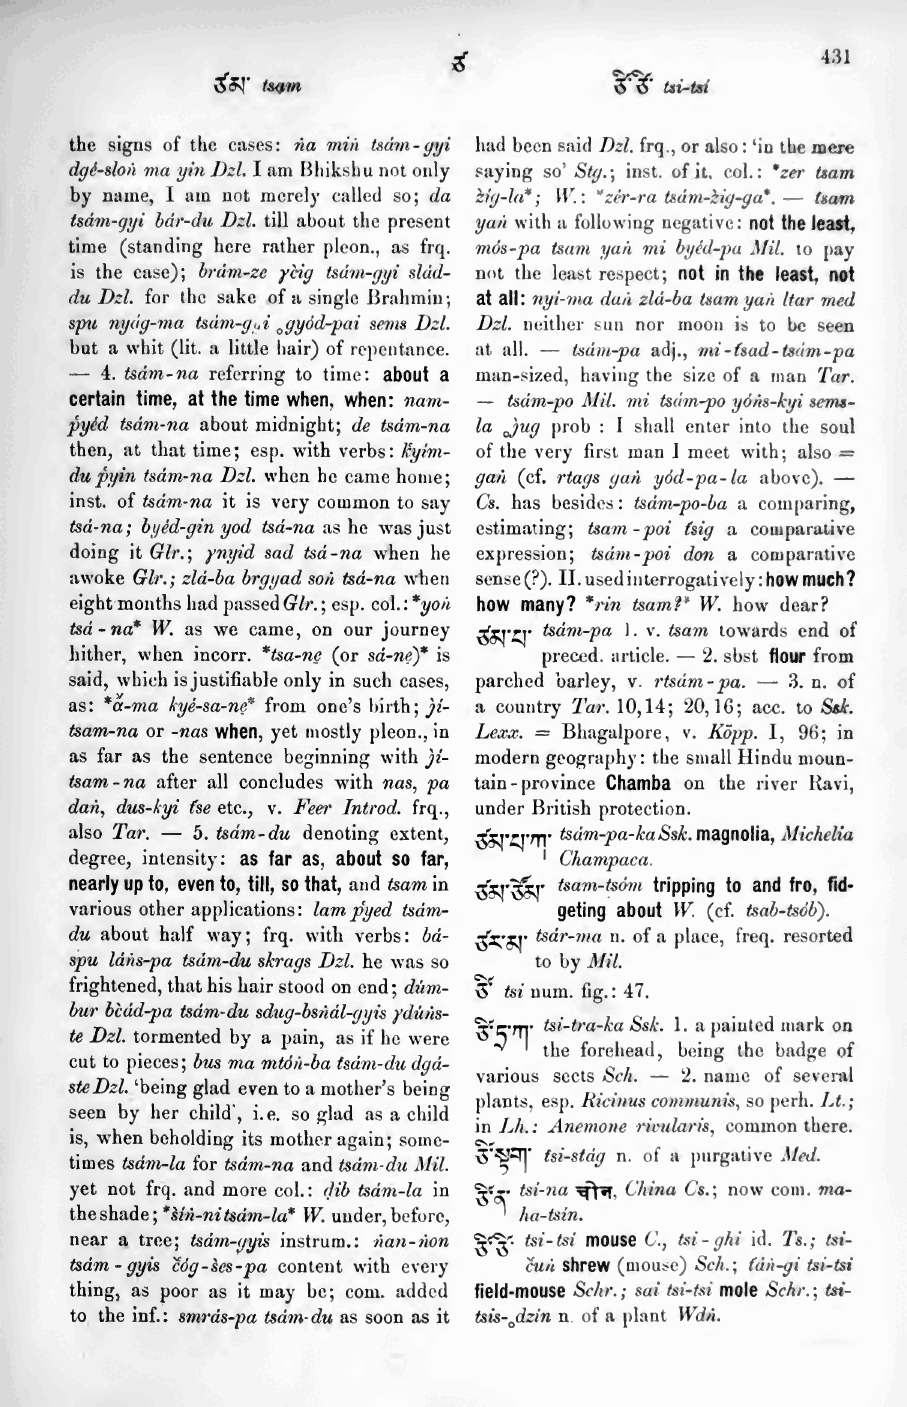 ཙ
431
ཙམ་ tsam
ཙི་ཙི་ tsi-tsí
the signs of the cases: ṅa miṅ tsám-gyi
dgé-sloṅ ma yin Dzl. I am Bhikshu not only
by name, I am not merely called so; da
tsám-gyi bár-du Dzl. till about the present
time (standing here rather pleon., as frq.
is the case); brám-ze ɣčig tsám-gyi slád-
du Dzl. for the sake of a single Brahmin;
spu nyág-ma tsám-gyi ₒgyód-pai sems Dzl.
but a whit (lit. a little hair) of repentance.
— 4. tsám-na referring to time: about a
certain time, at the time when, when: nam-
ṗyéd tsám-na about midnight; de tsám-na
then, at that time; esp. with verbs: ḱyím-
du ṗyin tsám-na Dzl. when he came home;
inst. of tsám-na it is very common to say
tsá-na; byéd-gin yod tsá-na as he was just
doing it Glr.; ɣnyid sad tsá-na when he
awoke Glr.; zlá-ba brgyad soṅ tsá-na when
eight months had passed Glr.; esp. col.: *yoṅ
tsá-na* W. as we came, on our journey
hither, when incorr. *tsa-nẹ (or sá-nẹ)* is
said, which is justifiable only in such cases,
as: *ă-ma kyé-sa-nẹ* from one's birth; ǰí-
tsam-na or -nas when, yet mostly pleon., in
as far as the sentence beginning with ǰí-
tsam-na after all concludes with nas, pa
daṅ, dus-kyi ťse etc., v. Feer Introd. frq.,
also Tar. — 5. tsám-du denoting extent,
degree, intensity: as far as, about so far,
nearly up to, even to, till, so that, and tsam in
various other applications: lam ṗyed tsám-
du about half way; frq. with verbs: bá-
spu láṅs-pa tsám-du skrags Dzl. he was so
frightened, that his hair stood on end; dúm-
bur bčád-pa tsám-du sdug-bsṅál-gyis ɣdúṅs-
te Dzl. tormented by a pain, as if he were
cut to pieces; bus ma mťóṅ-ba tsám-du dgá-
ste Dzl. 'being glad even to a mother's being
seen by her child', i.e. so glad as a child
is, when beholding its mother again; some-
times tsám-la for tsám-na and tsám-du Mil.
yet not frq. and more col.: ḍib tsám-la in
the shade; *šiṅ-ni tsám-la* W. under, before,
near a tree; tsám-gyis instrum.: ṅan-ṅon
tsám-gyis čóg-šes-pa content with every
thing, as poor as it may be; com. added
to the inf.: smrás-pa tsám-du as soon as it
had been said Dzl. frq., or also: 'in the mere
saying so' Stg.; inst. of it, col.: *zer tsam
žíg-la*; W.: *zér-ra tsám-žig-ga*. — tsam
yaṅ with a following negative: not the least,
mós-pa tsam yaṅ mi byéd-pa Mil. to pay
not the least respect; not in the least, not
at all: nyi-ma daṅ zlá-ba tsam yaṅ ltar med
Dzl. neither sun nor moon is to be seen
at all. — tsám-pa adj., mi-ťsad-tsám-pa
man-sized, having the size of a man Tar.
— tsám-po Mil. mi tsám-po yóṅs-kyi sems-
la ₒǰug prob : I shall enter into the soul
of the very first man I meet with; also =
gaṅ (cf. rtags gaṅ yód-pa-la above). —
Cs. has besides: tsám-po-ba a comparing,
estimating; tsam-poi ťsig a comparative
expression; tsám-poi don a comparative
sense (?). II. used interrogatively: how much?
how many? *rin tsam?* W. how dear?
ཙམ་པ་ tsám-pa 1. v. tsam towards end of
preced. article. — 2. sbst flour from
parched barley, v. rtsám-pa. — 3. n. of
a country Tar. 10,14; 20,16; acc. to Ssk.
Lexx. = Bhagalpore, v. Köpp. I, 96; in
modern geography: the small Hindu moun-
tain-province Chamba on the river Ravi,
under British protection.
ཙམ་པ་ཀ་ tsám-pa-ka Ssk. magnolia, Michelia
Champaca.
ཙམ་ཙོམ་ tsam-tsóm tripping to and fro, fid-
geting about W. (cf. tsab-tsób).
ཙར་མ་ tsár-ma n. of a place, freq. resorted
to by Mil.
ཙི་ tsi num. fig.: 47.
ཙི་ཏྲ་ཀ་ tsi-tra-ka Ssk. 1. a painted mark on
the forehead, being the badge of
various sects Sch. — 2. name of several
plants, esp. Ricinus communis, so perh. Lt.;
in Lh.: Anemone rivularis, common there.
ཙི་སྟག་ tsi-stág n. of a purgative Med.
ཙི་ན་ tsi-na चीन, China Cs.; now com. ma-
ha-tsin.
ཙི་ཙི་ tsi-tsi mouse C., tsi-ghi id. Ts.; tsi-
čuṅ shrew (mouse) Sch.; ťáṅ-gi tsi-tsi
field-mouse Schr.; sai tsi-tsi mole Schr.; tsi-
tsis-ₒdzin n. of a plant Wdṅ.